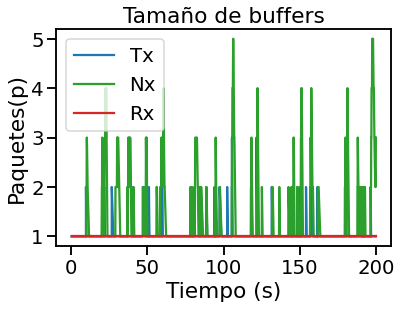 Tamaño de buffers
Paquetes(p)
5
4
3
2
1
Tx
Nx
Rx
0
50
100
150
200
Tiempo (s)